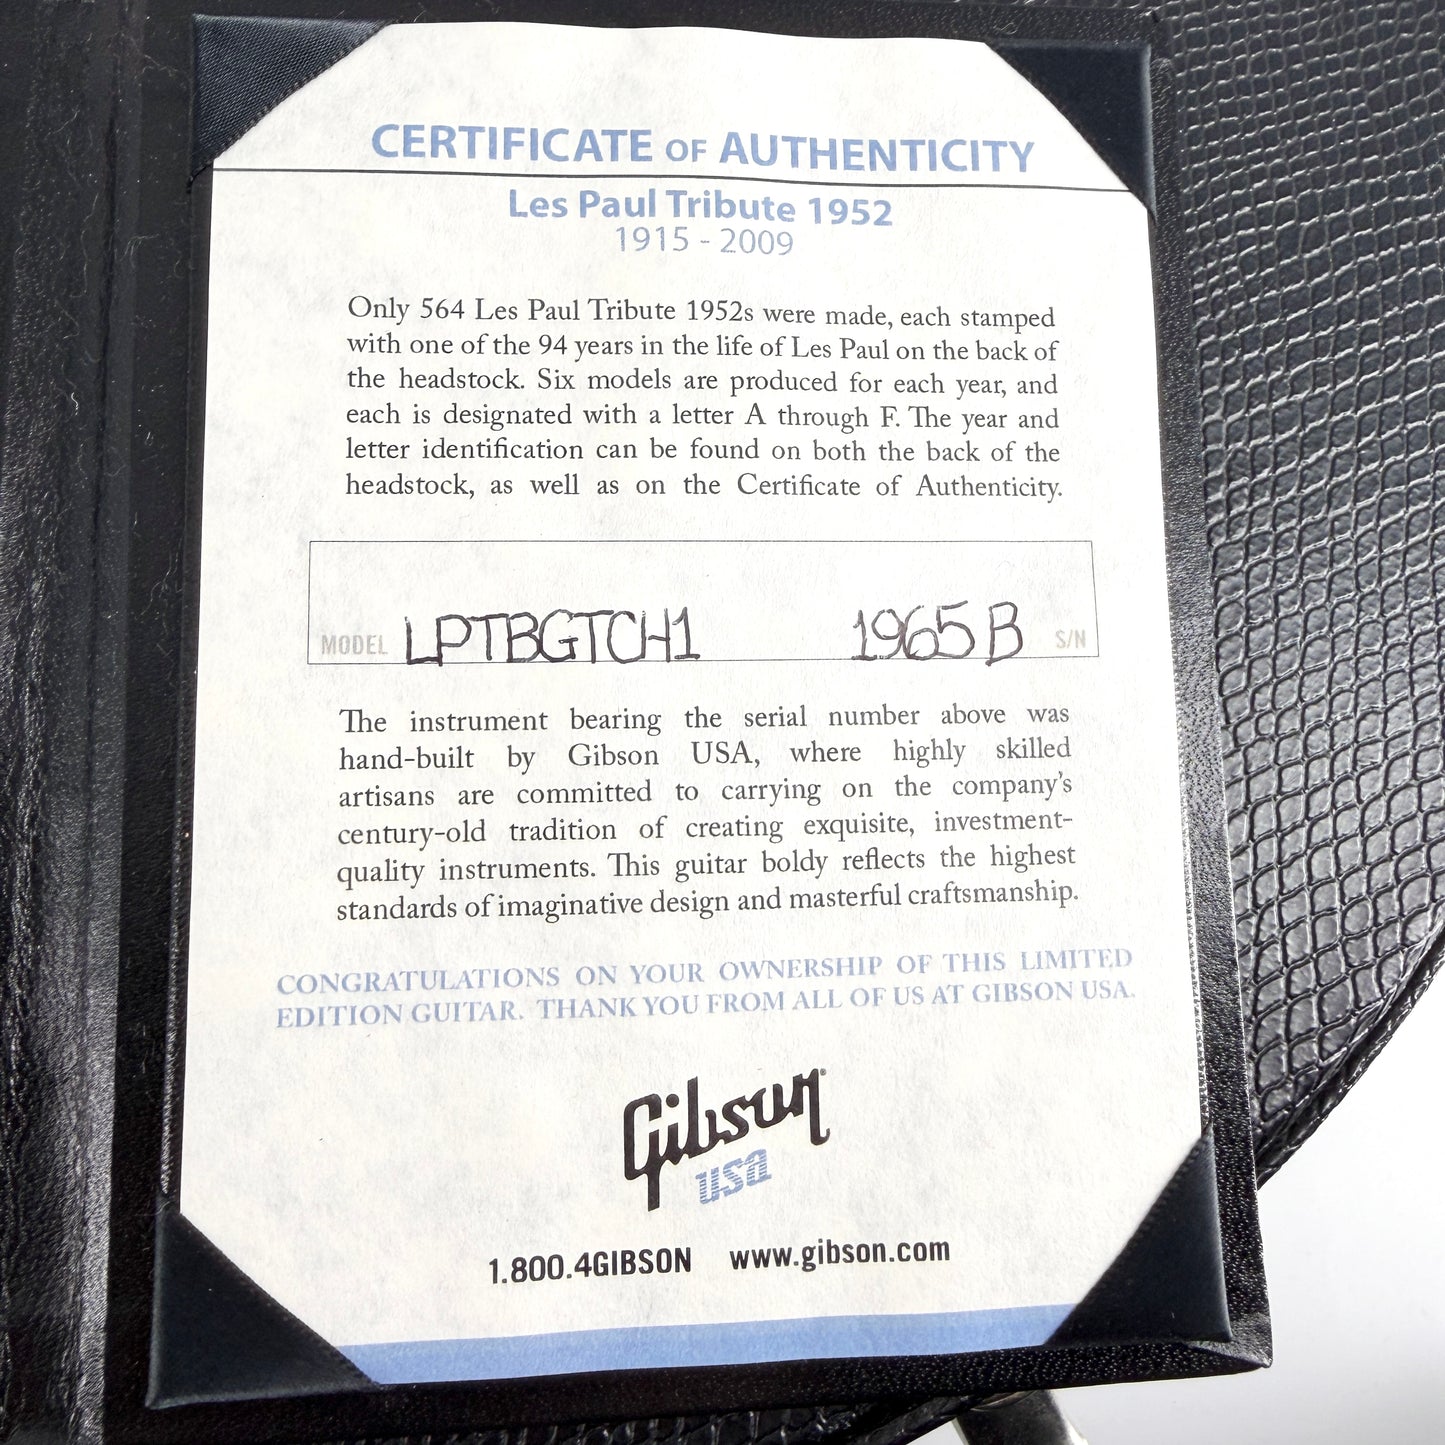 CERTIFICATE OF AUTHENTICITY
Les Paul Tribute 1952
1915 - 2009
Only 564 Les Paul Tribute 1952s were made, each stamped
with one of the 94 years in the life of Les Paul on the back of
the headstock. Six models are produced for each year, and
each is designated with a letter A through F. The year and
letter identification can be found on both the back of the
headstock, as well as on the Certificate of Authenticity.
MODEL LPTBGTCH1 1965B S/N
The instrument bearing the serial number above was
hand-built by Gibson USA, where highly skilled
artisans are committed to carrying on the company's
century-old tradition of creating exquisite, investment-
quality instruments. This guitar boldy reflects the highest
standards of imaginative design and masterful craftsmanship.
CONGRATULATIONS ON YOUR OWNERSHIP OF THIS LIMITED
EDITION GUITAR. THANK YOU FROM ALL OF US AT GIBSON USA.
Gibson
usa
1.800.4GIBSON www.gibson.com